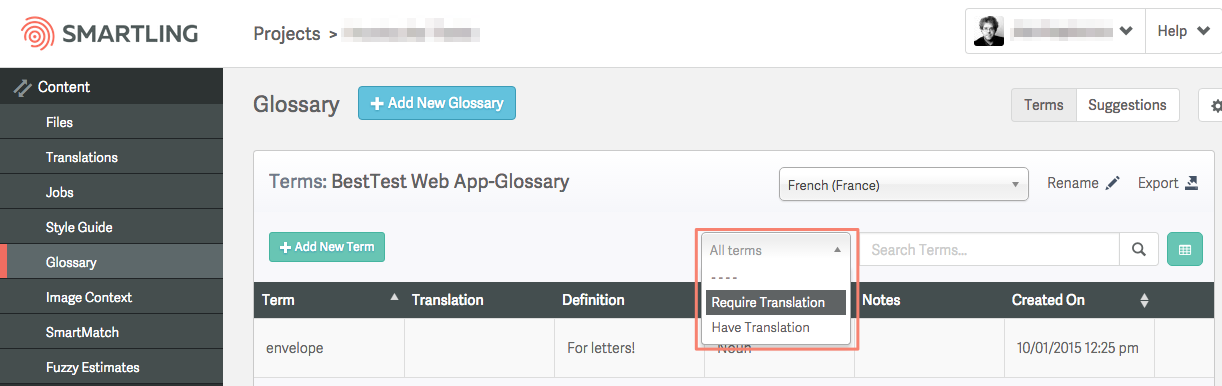 SMARTLING
Projects >
Help
Content
Files
Translations
Jobs
Style Guide
Glossary
Image Context
SmartMatch
Fuzzy Estimates
Glossary
+ Add New Glossary
Terms Suggestions
Terms: BestTest Web App-Glossary
French (France)
Rename
Export
+ Add New Term
All terms
- - - -
Require Translation
Have Translation
Search Terms...
Term Translation Definition Notes Created On
envelope For letters! Noun 10/01/2015 12:25 pm